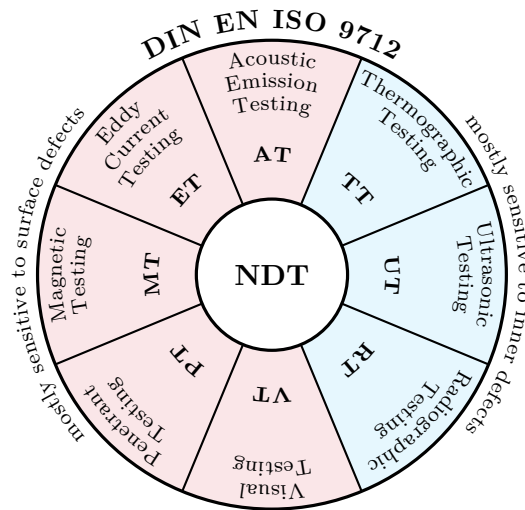 DIN EN ISO 9712
Acoustic
Emission
Testing
AT
Thermographic
Testing
TT
Ultrasonic
Testing
UT
Radiographic
Testing
RT
Visual
Testing
VT
Penetrant
Testing
PT
Magnetic
Testing
MT
Eddy
Current
Testing
ET
NDT
mostly sensitive to surface defects
mostly sensitive to inner defects